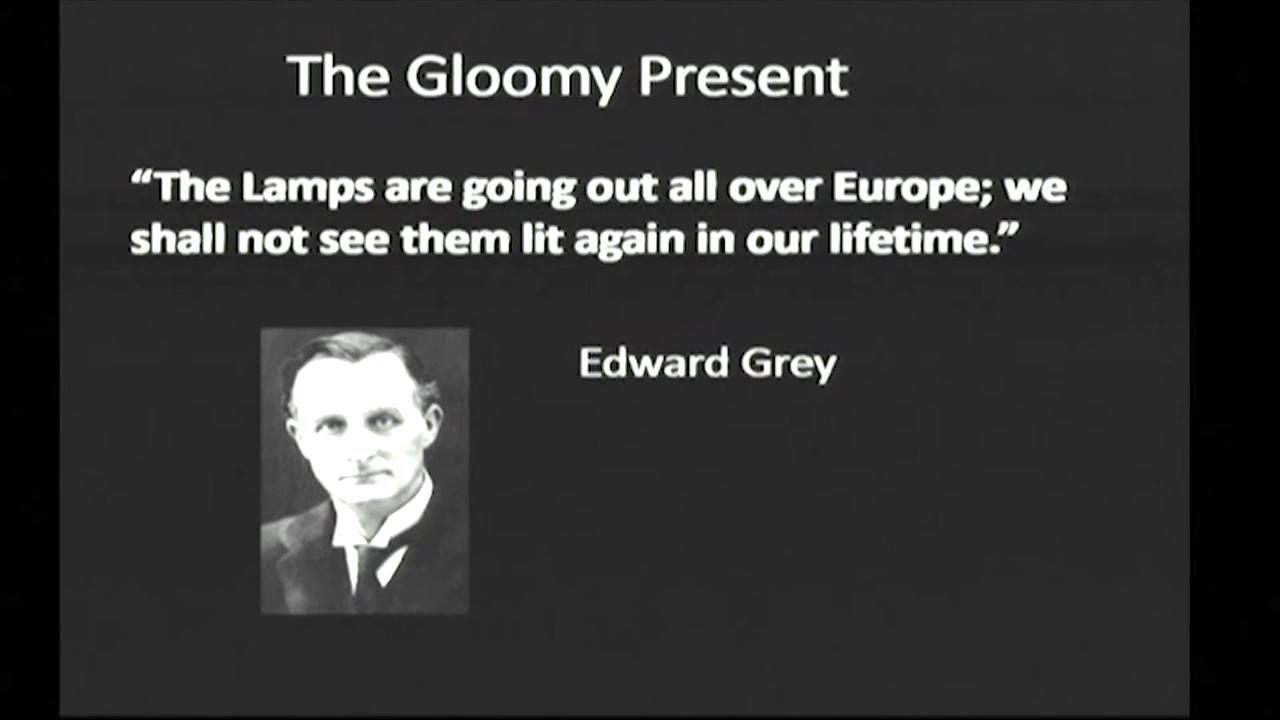 The Gloomy Present
“The Lamps are going out all over Europe; we
shall not see them lit again in our lifetime.”
Edward Grey